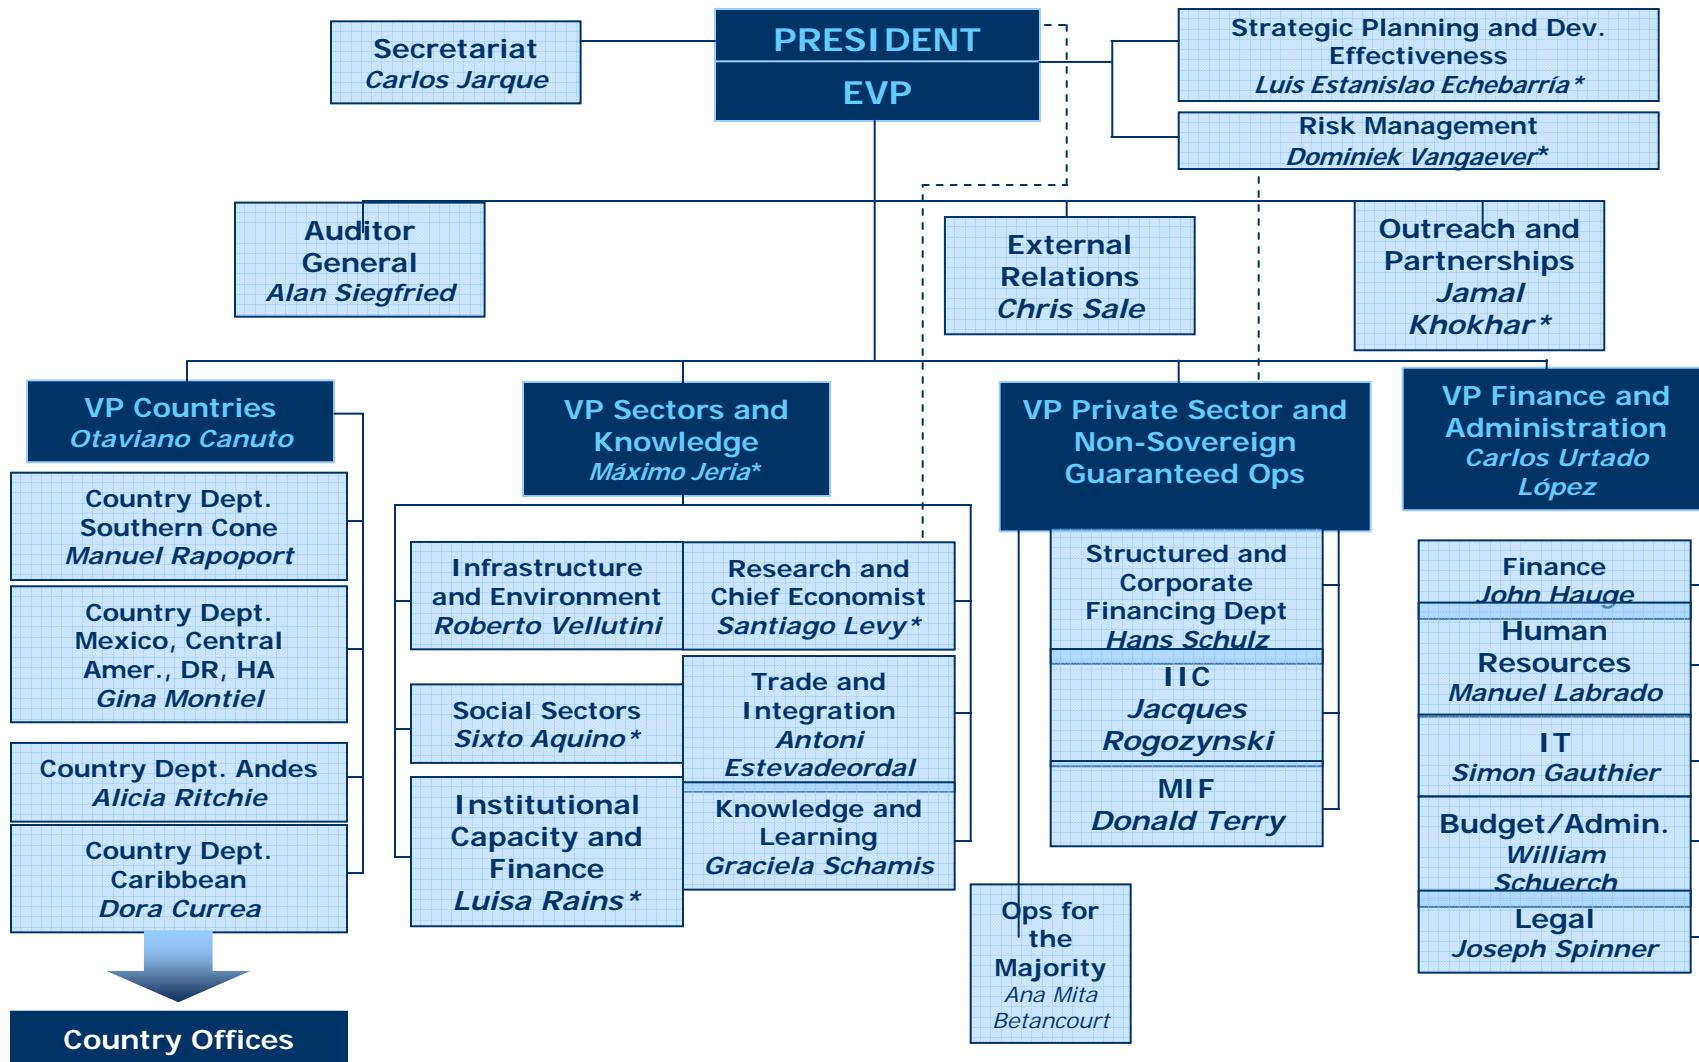 PRESIDENT
EVP
Secretariat
Carlos Jarque
Strategic Planning and Dev.
Effectiveness
Luis Estanislao Echebarría*
Risk Management
Dominiek Vangaever*
Auditor
General
Alan Siegfried
External
Relations
Chris Sale
Outreach and
Partnerships
Jamal
Khokhar*
VP Countries
Otaviano Canuto
Country Dept.
Southern Cone
Manuel Rapoport
Country Dept.
Mexico, Central
Amer., DR, HA
Gina Montiel
Country Dept. Andes
Alicia Ritchie
Country Dept.
Caribbean
Dora Currea
Country Offices
VP Sectors and
Knowledge
Máximo Jeria*
Infrastructure
and Environment
Roberto Vellutini
Social Sectors
Sixto Aquino*
Institutional
Capacity and
Finance
Luisa Rains*
Research and
Chief Economist
Santiago Levy*
Trade and
Integration
Antoni
Estevadeordal
Knowledge and
Learning
Graciela Schamis
VP Private Sector and
Non-Sovereign
Guaranteed Ops
Structured and
Corporate
Financing Dept
Hans Schulz
IIC
Jacques
Rogozynski
MIF
Donald Terry
Ops for
the
Majority
Ana Mita
Betancourt
VP Finance and
Administration
Carlos Urtado
López
Finance
John Hauge
Human
Resources
Manuel Labrado
IT
Simon Gauthier
Budget/Admin.
William
Schuerch
Legal
Joseph Spinner